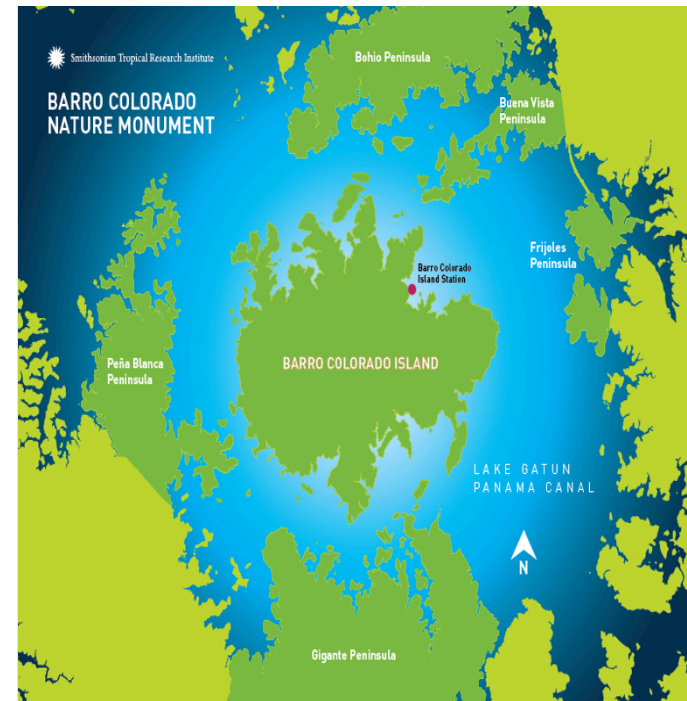 Smithsonian Tropical Research Institute
BARRO COLORADO
NATURE MONUMENT
Bohio Peninsula
Buena Vista
Peninsula
Frijoles
Peninsula
Barro Colorado
Island Station
BARRO COLORADO ISLAND
Peña Blanca
Peninsula
LAKE GATUN
PANAMA CANAL
N
Gigante Peninsula